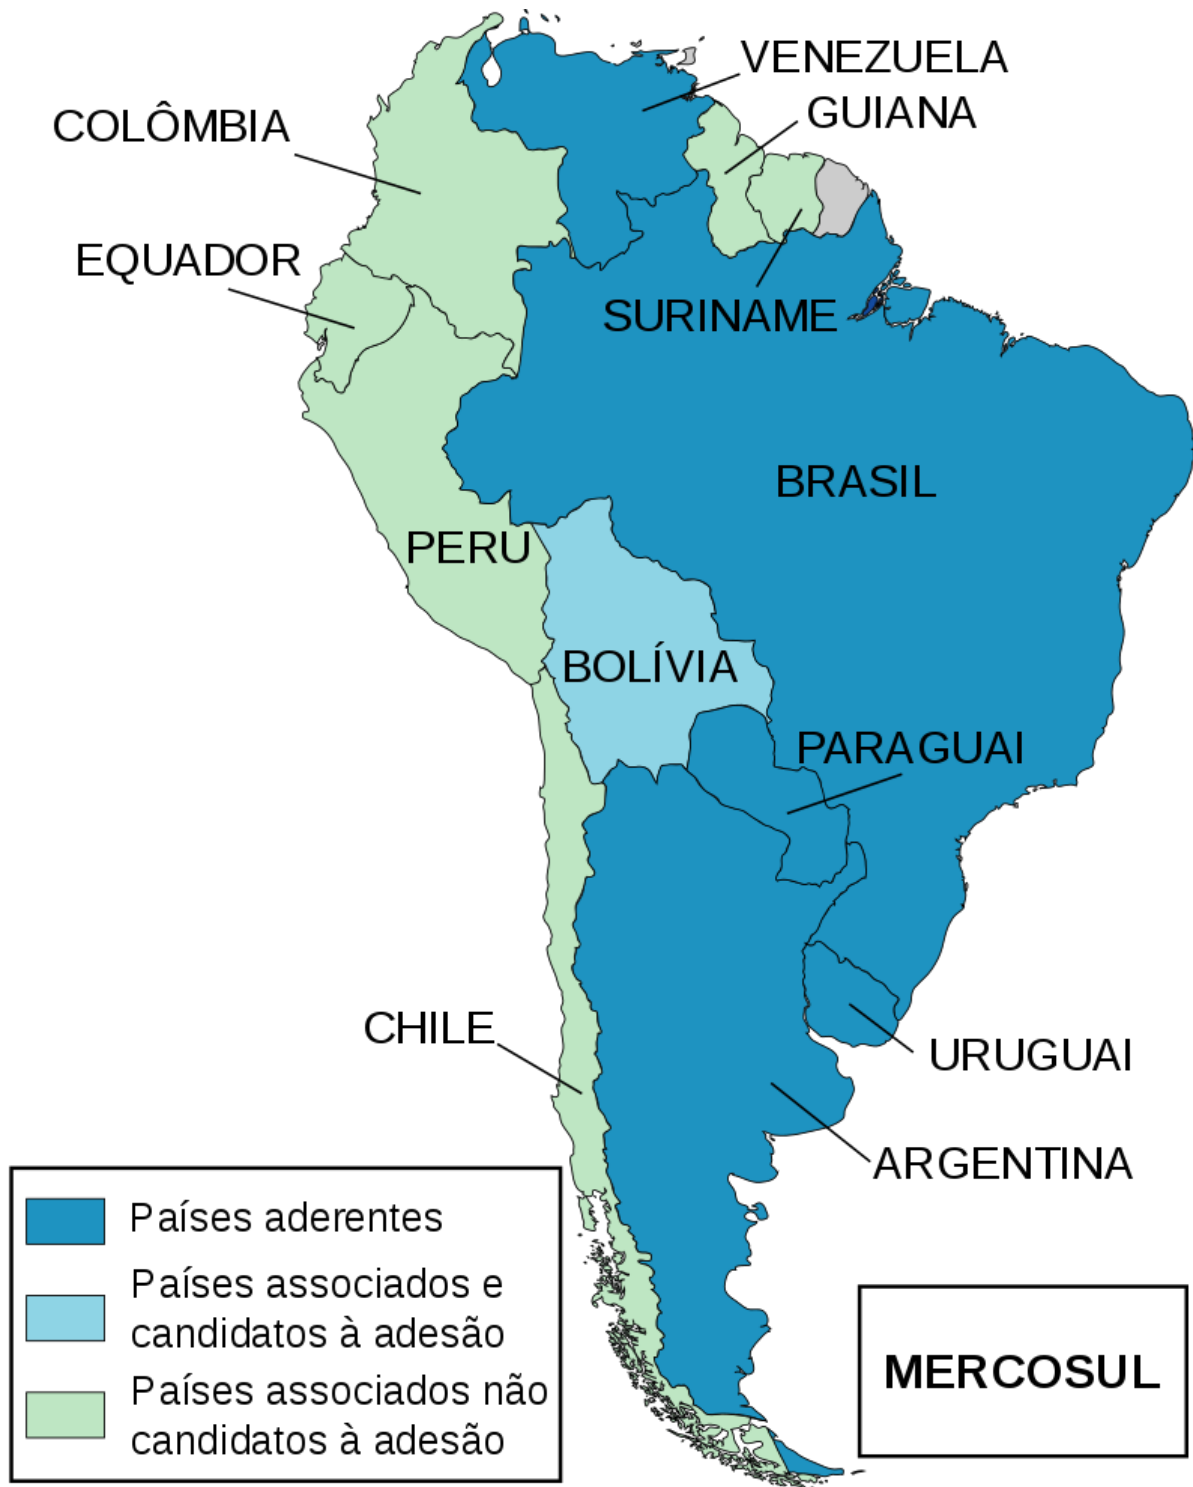 VENEZUELA
GUIANA
COLÔMBIA
EQUADOR
SURINAME
BRASIL
PERU
BOLÍVIA
PARAGUAI
CHILE
URUGUAI
ARGENTINA
Países aderentes
Países associados e
candidatos à adesão
Países associados não
candidatos à adesão
MERCOSUL